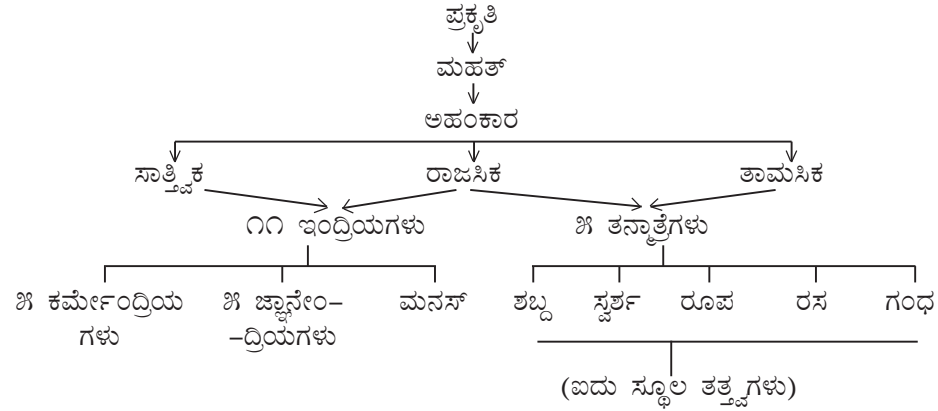 ಪ್ರಕೃತಿ
ಮಹತ್
ಅಹಂಕಾರ
ಸಾತ್ತ್ವಿಕ ರಾಜಸಿಕ ತಾಮಸಿಕ
೧೧ ಇಂದ್ರಿಯಗಳು ೫ ತನ್ಮಾತ್ರೆಗಳು
೫ ಕರ್ಮೇಂದ್ರಿಯ ೫ ಜ್ಞಾನೇಂ– ಮನಸ್ ಶಬ್ದ ಸ್ಪರ್ಶ ರೂಪ ರಸ ಗಂಧ
ಗಳು –ದ್ರಿಯಗಳು
(ಐದು ಸ್ಥೂಲ ತತ್ತ್ವಗಳು)